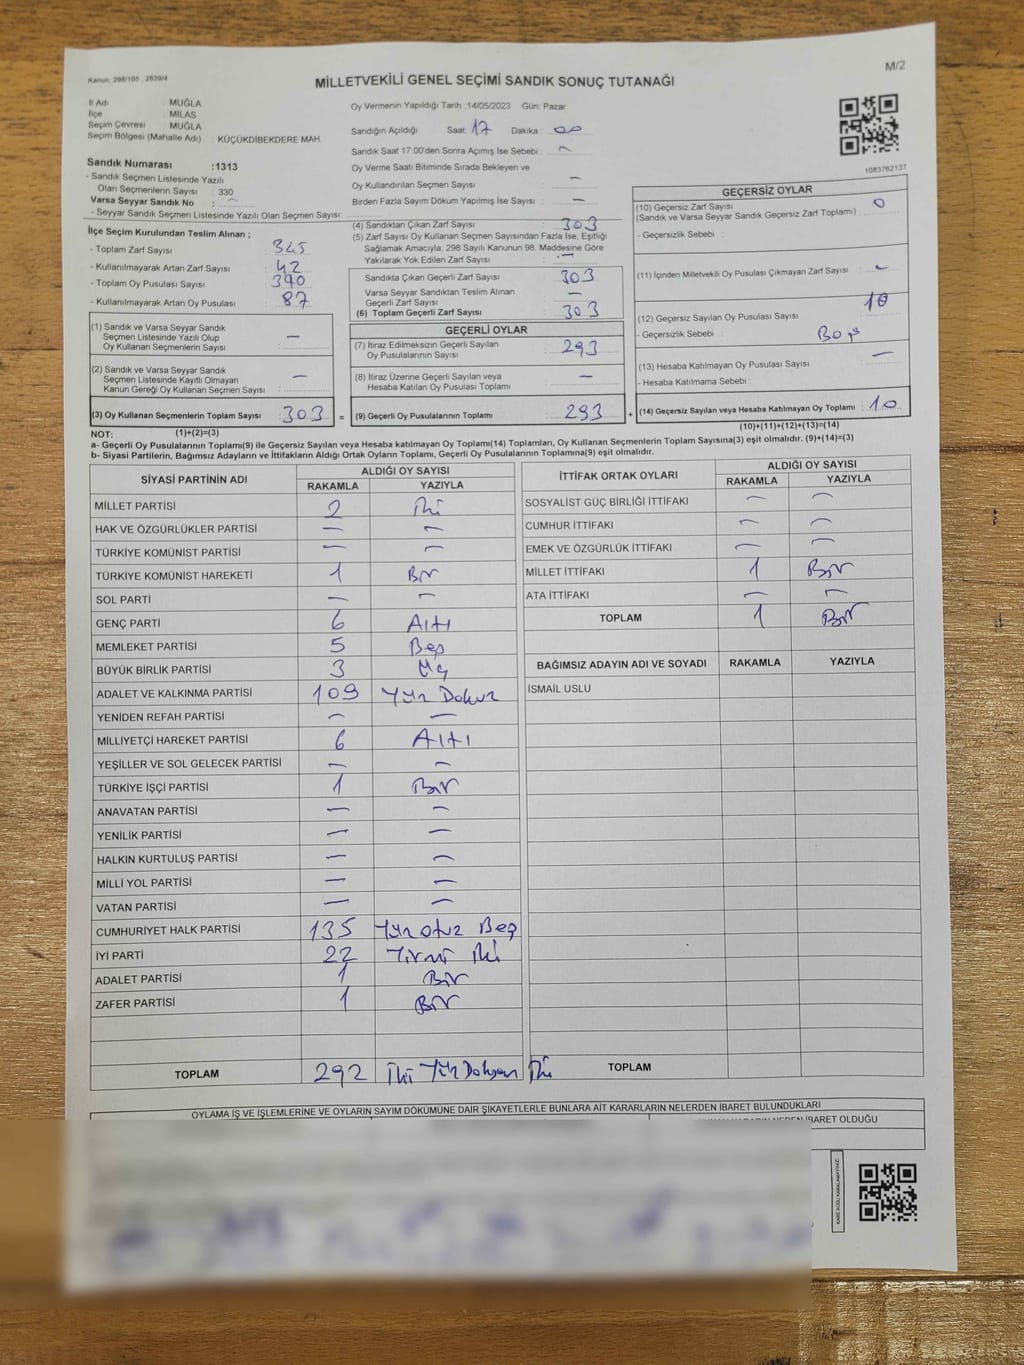 Kanun: 298/105 ; 2839/4
M/2
MİLLETVEKİLİ GENEL SEÇİMİ SANDIK SONUÇ TUTANAĞI
İl Adı : MUĞLA
İlçe : MİLAS
Seçim Çevresi : MUĞLA
Seçim Bölgesi (Mahalle Adı) : KÜÇÜKDİBEKDERE MAH.
Oy Vermenin Yapıldığı Tarih :14/05/2023 Gün: Pazar
Sandığın Açıldığı Saat: 17 Dakika : 00
Sandık Saat 17:00'den Sonra Açımış İse Sebebi : -
Oy Verme Saati Bitiminde Sırada Bekleyen ve
Oy Kullandırılan Seçmen Sayısı : -
Birden Fazla Sayım Döküm Yapılmış İse Sayısı : -
1083762137
Sandık Numarası :1313
- Sandık Seçmen Listesinde Yazılı
Olan Seçmenlerin Sayısı : 330
Varsa Seyyar Sandık No : -
- Seyyar Sandık Seçmen Listesinde Yazılı Olan Seçmen Sayısı:
İlçe Seçim Kurulundan Teslim Alınan ;
- Toplam Zarf Sayısı : 345
- Kullanılmayarak Artan Zarf Sayısı : 42
- Toplam Oy Pusulası Sayısı : 390
- Kullanılmayarak Artan Oy Pusulası : 87
(4) Sandıktan Çıkan Zarf Sayısı : 303
(5) Zarf Sayısı Oy Kullanan Seçmen Sayısından Fazla İse, Eşitliği
Sağlamak Amacıyla; 298 Sayılı Kanunun 98. Maddesine Göre
Yakılarak Yok Edilen Zarf Sayısı : -
Sandıkta Çıkan Geçerli Zarf Sayısı : 303
Varsa Seyyar Sandıktan Teslim Alınan
Geçerli Zarf Sayısı : -
(6) Toplam Geçerli Zarf Sayısı : 303
GEÇERSİZ OYLAR
(10) Geçersiz Zarf Sayısı : 0
(Sandık ve Varsa Seyyar Sandık Geçersiz Zarf Toplamı)
- Geçersizlik Sebebi :
(11) İçinden Milletvekili Oy Pusulası Çıkmayan Zarf Sayısı : -
(12) Geçersiz Sayılan Oy Pusulası Sayısı : 10
- Geçersizlik Sebebi : Boş
(13) Hesaba Katılmayan Oy Pusulası Sayısı : -
- Hesaba Katılmama Sebebi :
(14) Geçersiz Sayılan veya Hesaba Katılmayan Oy Toplamı : 10
(10)+(11)+(12)+(13)=(14)
(1) Sandık ve Varsa Seyyar Sandık
Seçmen Listesinde Yazılı Olup
Oy Kullanan Seçmenlerin Sayısı : -
(2) Sandık ve Varsa Seyyar Sandık
Seçmen Listesinde Kayıtlı Olmayan
Kanun Gereği Oy Kullanan Seçmen Sayısı : -
(3) Oy Kullanan Seçmenlerin Toplam Sayısı : 303 =
(1)+(2)=(3)
GEÇERLİ OYLAR
(7) İtiraz Edilmeksizin Geçerli Sayılan
Oy Pusulalarının Sayısı : 293
(8) İtiraz Üzerine Geçerli Sayılan veya
Hesaba Katılan Oy Pusulası Toplamı : -
(9) Geçerli Oy Pusulalarının Toplamı : 293 +
NOT:
a- Geçerli Oy Pusulalarının Toplamı(9) ile Geçersiz Sayılan veya Hesaba katılmayan Oy Toplamı(14) Toplamları, Oy Kullanan Seçmenlerin Toplam Sayısına(3) eşit olmalıdır. (9)+(14)=(3)
b- Siyasi Partilerin, Bağımsız Adayların ve İttifakların Aldığı Ortak Oyların Toplamı, Geçerli Oy Pusulalarının Toplamına(9) eşit olmalıdır.
SİYASİ PARTİNİN ADI ALDIĞI OY SAYISI
RAKAMLA YAZIYLA
MİLLET PARTİSİ 2 İki
HAK VE ÖZGÜRLÜKLER PARTİSİ - -
TÜRKİYE KOMÜNİST PARTİSİ - -
TÜRKİYE KOMÜNİST HAREKETİ 1 Bir
SOL PARTİ - -
GENÇ PARTİ 6 Altı
MEMLEKET PARTİSİ 5 Beş
BÜYÜK BİRLİK PARTİSİ 3 Üç
ADALET VE KALKINMA PARTİSİ 109 Yüz Dokuz
YENİDEN REFAH PARTİSİ - -
MİLLİYETÇİ HAREKET PARTİSİ 6 Altı
YEŞİLLER VE SOL GELECEK PARTİSİ - -
TÜRKİYE İŞÇİ PARTİSİ 1 Bir
ANAVATAN PARTİSİ - -
YENİLİK PARTİSİ - -
HALKIN KURTULUŞ PARTİSİ - -
MİLLİ YOL PARTİSİ - -
VATAN PARTİSİ - -
CUMHURİYET HALK PARTİSİ 135 Yüz otuz Beş
İYİ PARTİ 22 Yirmi İki
ADALET PARTİSİ 1 Bir
ZAFER PARTİSİ 1 Bir
TOPLAM 292 İki Yüz Doksan İki
İTTİFAK ORTAK OYLARI ALDIĞI OY SAYISI
RAKAMLA YAZIYLA
SOSYALİST GÜÇ BİRLİĞİ İTTİFAKI - -
CUMHUR İTTİFAKI - -
EMEK VE ÖZGÜRLÜK İTTİFAKI - -
MİLLET İTTİFAKI 1 Bir
ATA İTTİFAKI - -
TOPLAM 1 Bir
BAĞIMSIZ ADAYIN ADI VE SOYADI RAKAMLA YAZIYLA
İSMAİL USLU
TOPLAM
OYLAMA İŞ VE İŞLEMLERİNE VE OYLARIN SAYIM DÖKÜMÜNE DAİR ŞİKAYETLERLE BUNLARA AİT KARARLARIN NELERDEN İBARET BULUNDUKLARI
İBARET OLDUĞU
KARE KODU KARALAMAYINIZ.